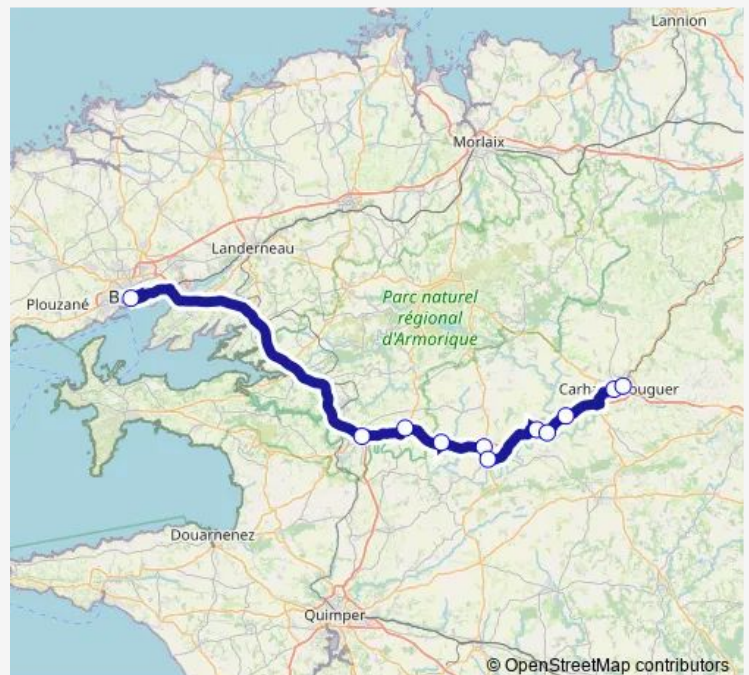 Lannion
Morlaix
Landerneau
Plouzané
B
Parc naturel
régional
d'Armorique
Carh
ouguer
Douarnenez
Quimper
© OpenStreetMap contributors